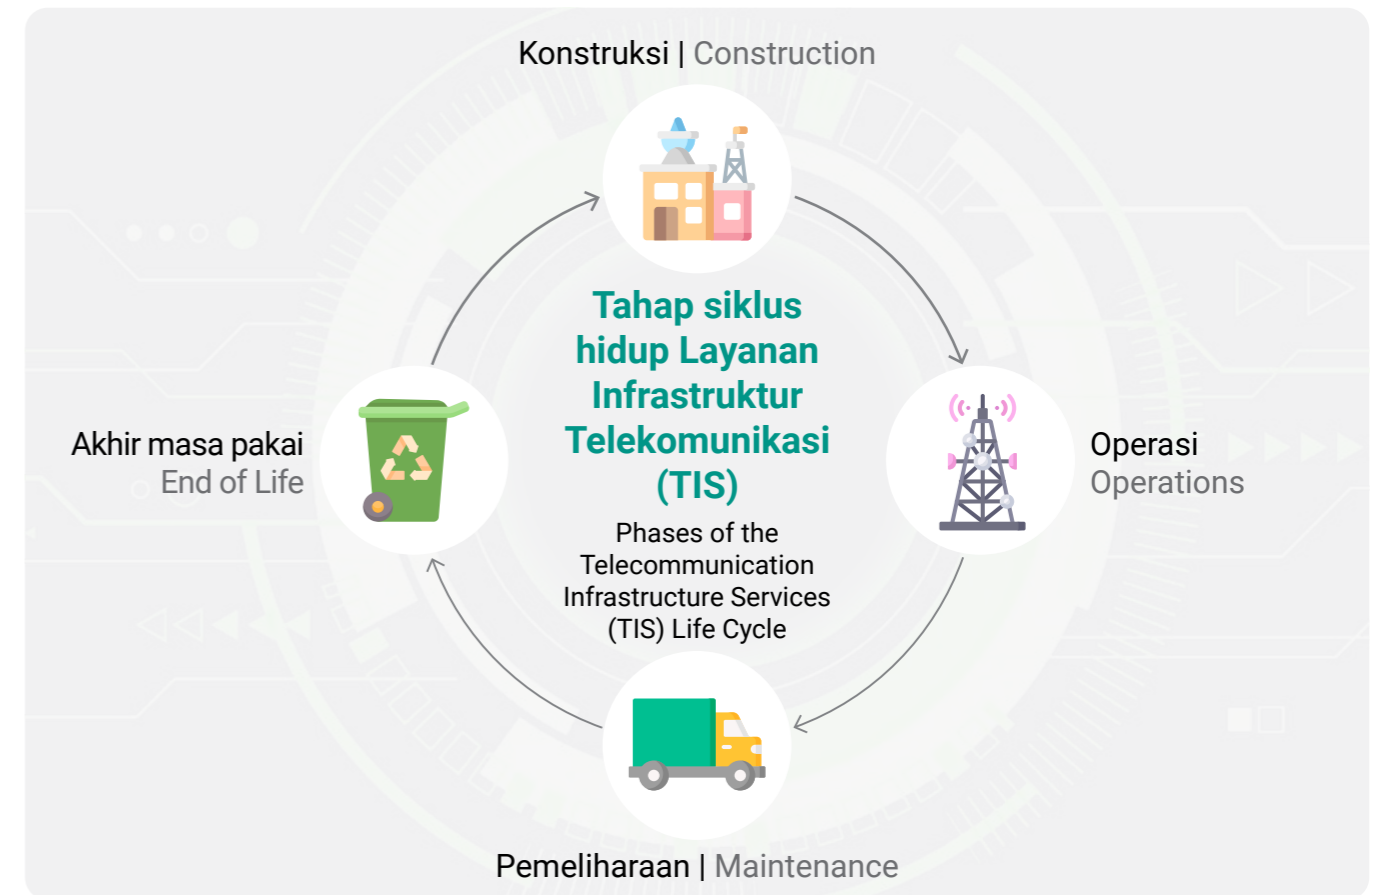 Konstruksi | Construction
Tahap siklus
hidup Layanan
Infrastruktur
Telekomunikasi
(TIS)
Phases of the
Telecommunication
Infrastructure Services
(TIS) Life Cycle
Akhir masa pakai
End of Life
Operasi
Operations
Pemeliharaan | Maintenance